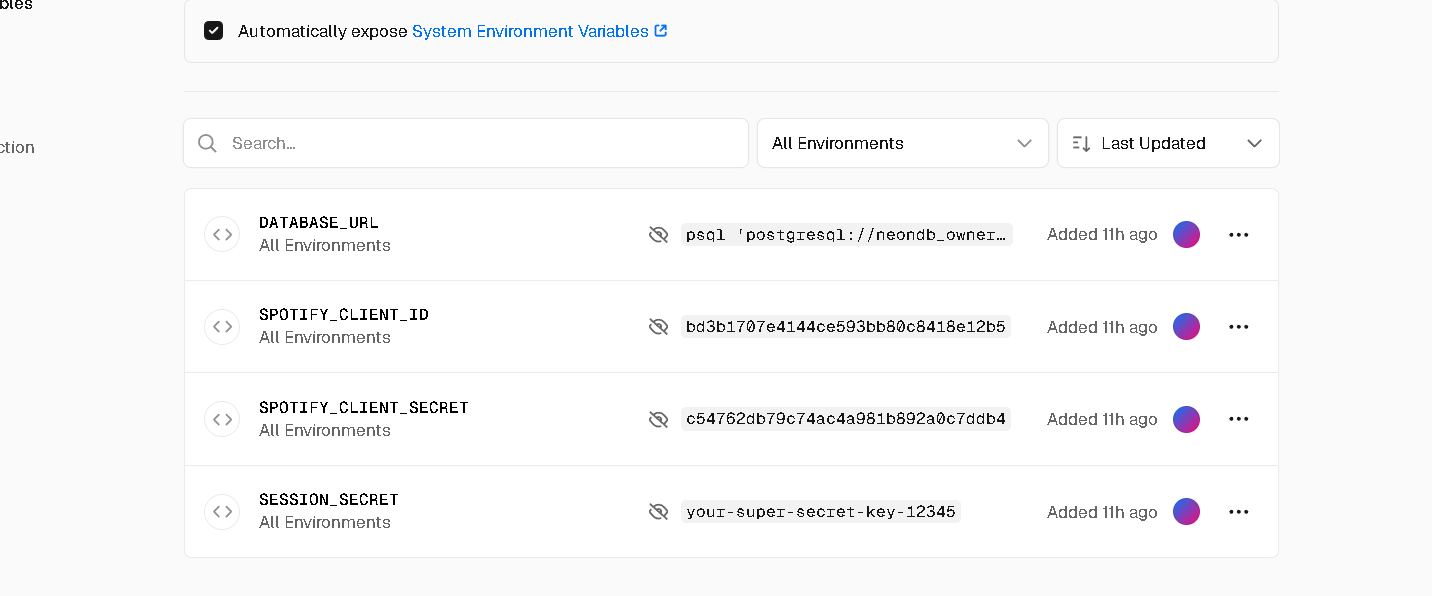 bles
Automatically expose System Environment Variables
ction
Search...
All Environments
Last Updated
DATABASE_URL
All Environments
psql 'postgresql://neondb_owner…
Added 11h ago
SPOTIFY_CLIENT_ID
All Environments
bd3b1707e4144ce593bb80c8418e12b5
Added 11h ago
SPOTIFY_CLIENT_SECRET
All Environments
c54762db79c74ac4a981b892a0c7ddb4
Added 11h ago
SESSION_SECRET
All Environments
your-super-secret-key-12345
Added 11h ago